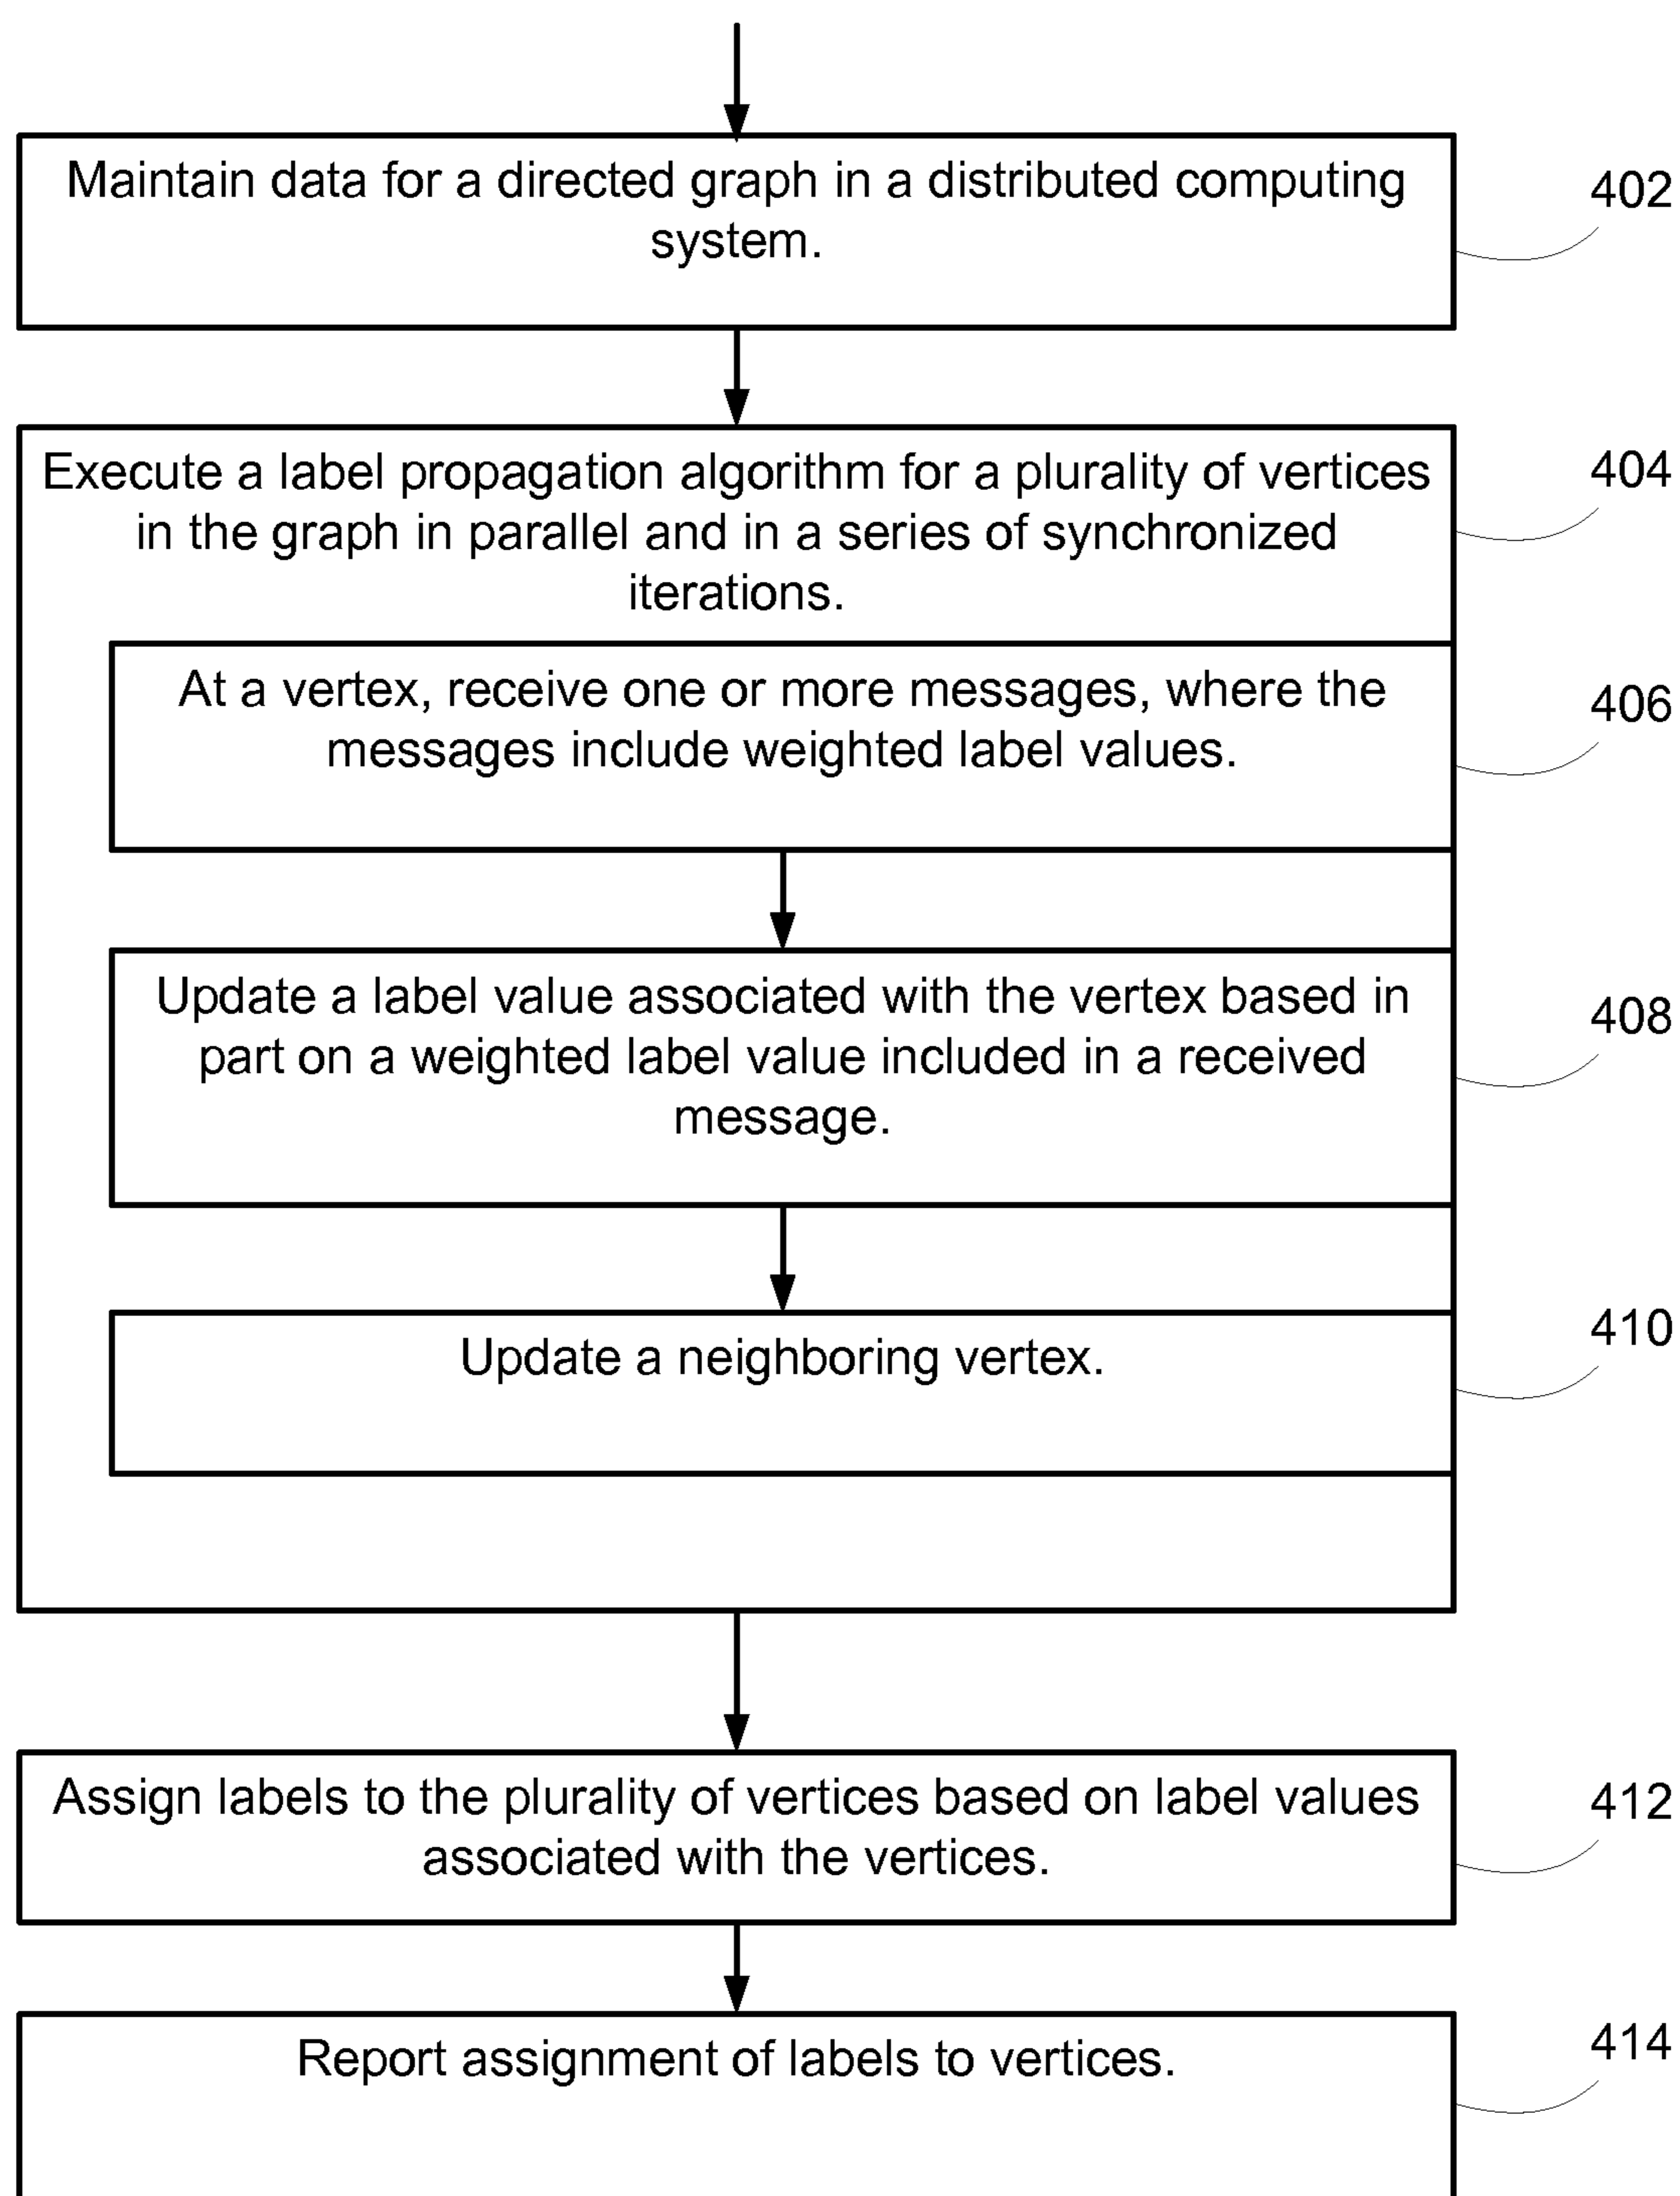 Maintain data for a directed graph in a distributed computing
system.
402
Execute a label propagation algorithm for a plurality of vertices
in the graph in parallel and in a series of synchronized
iterations.
404
At a vertex, receive one or more messages, where the
messages include weighted label values.
406
Update a label value associated with the vertex based in
part on a weighted label value included in a received
message.
408
Update a neighboring vertex.
410
Assign labels to the plurality of vertices based on label values
associated with the vertices.
412
Report assignment of labels to vertices.
414